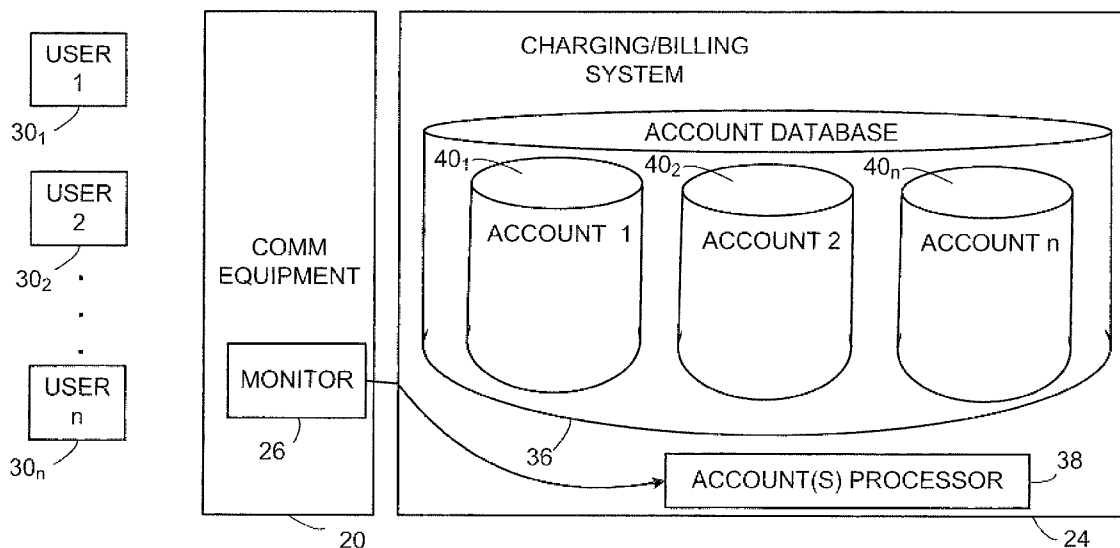 USER
1
30₁
USER
2
30₂
.
.
.
USER
n
30ₙ
COMM
EQUIPMENT
MONITOR
26
20
CHARGING/BILLING
SYSTEM
ACCOUNT DATABASE
40₁
40₂
40ₙ
ACCOUNT 1
ACCOUNT 2
ACCOUNT n
36
ACCOUNT(S) PROCESSOR
38
24